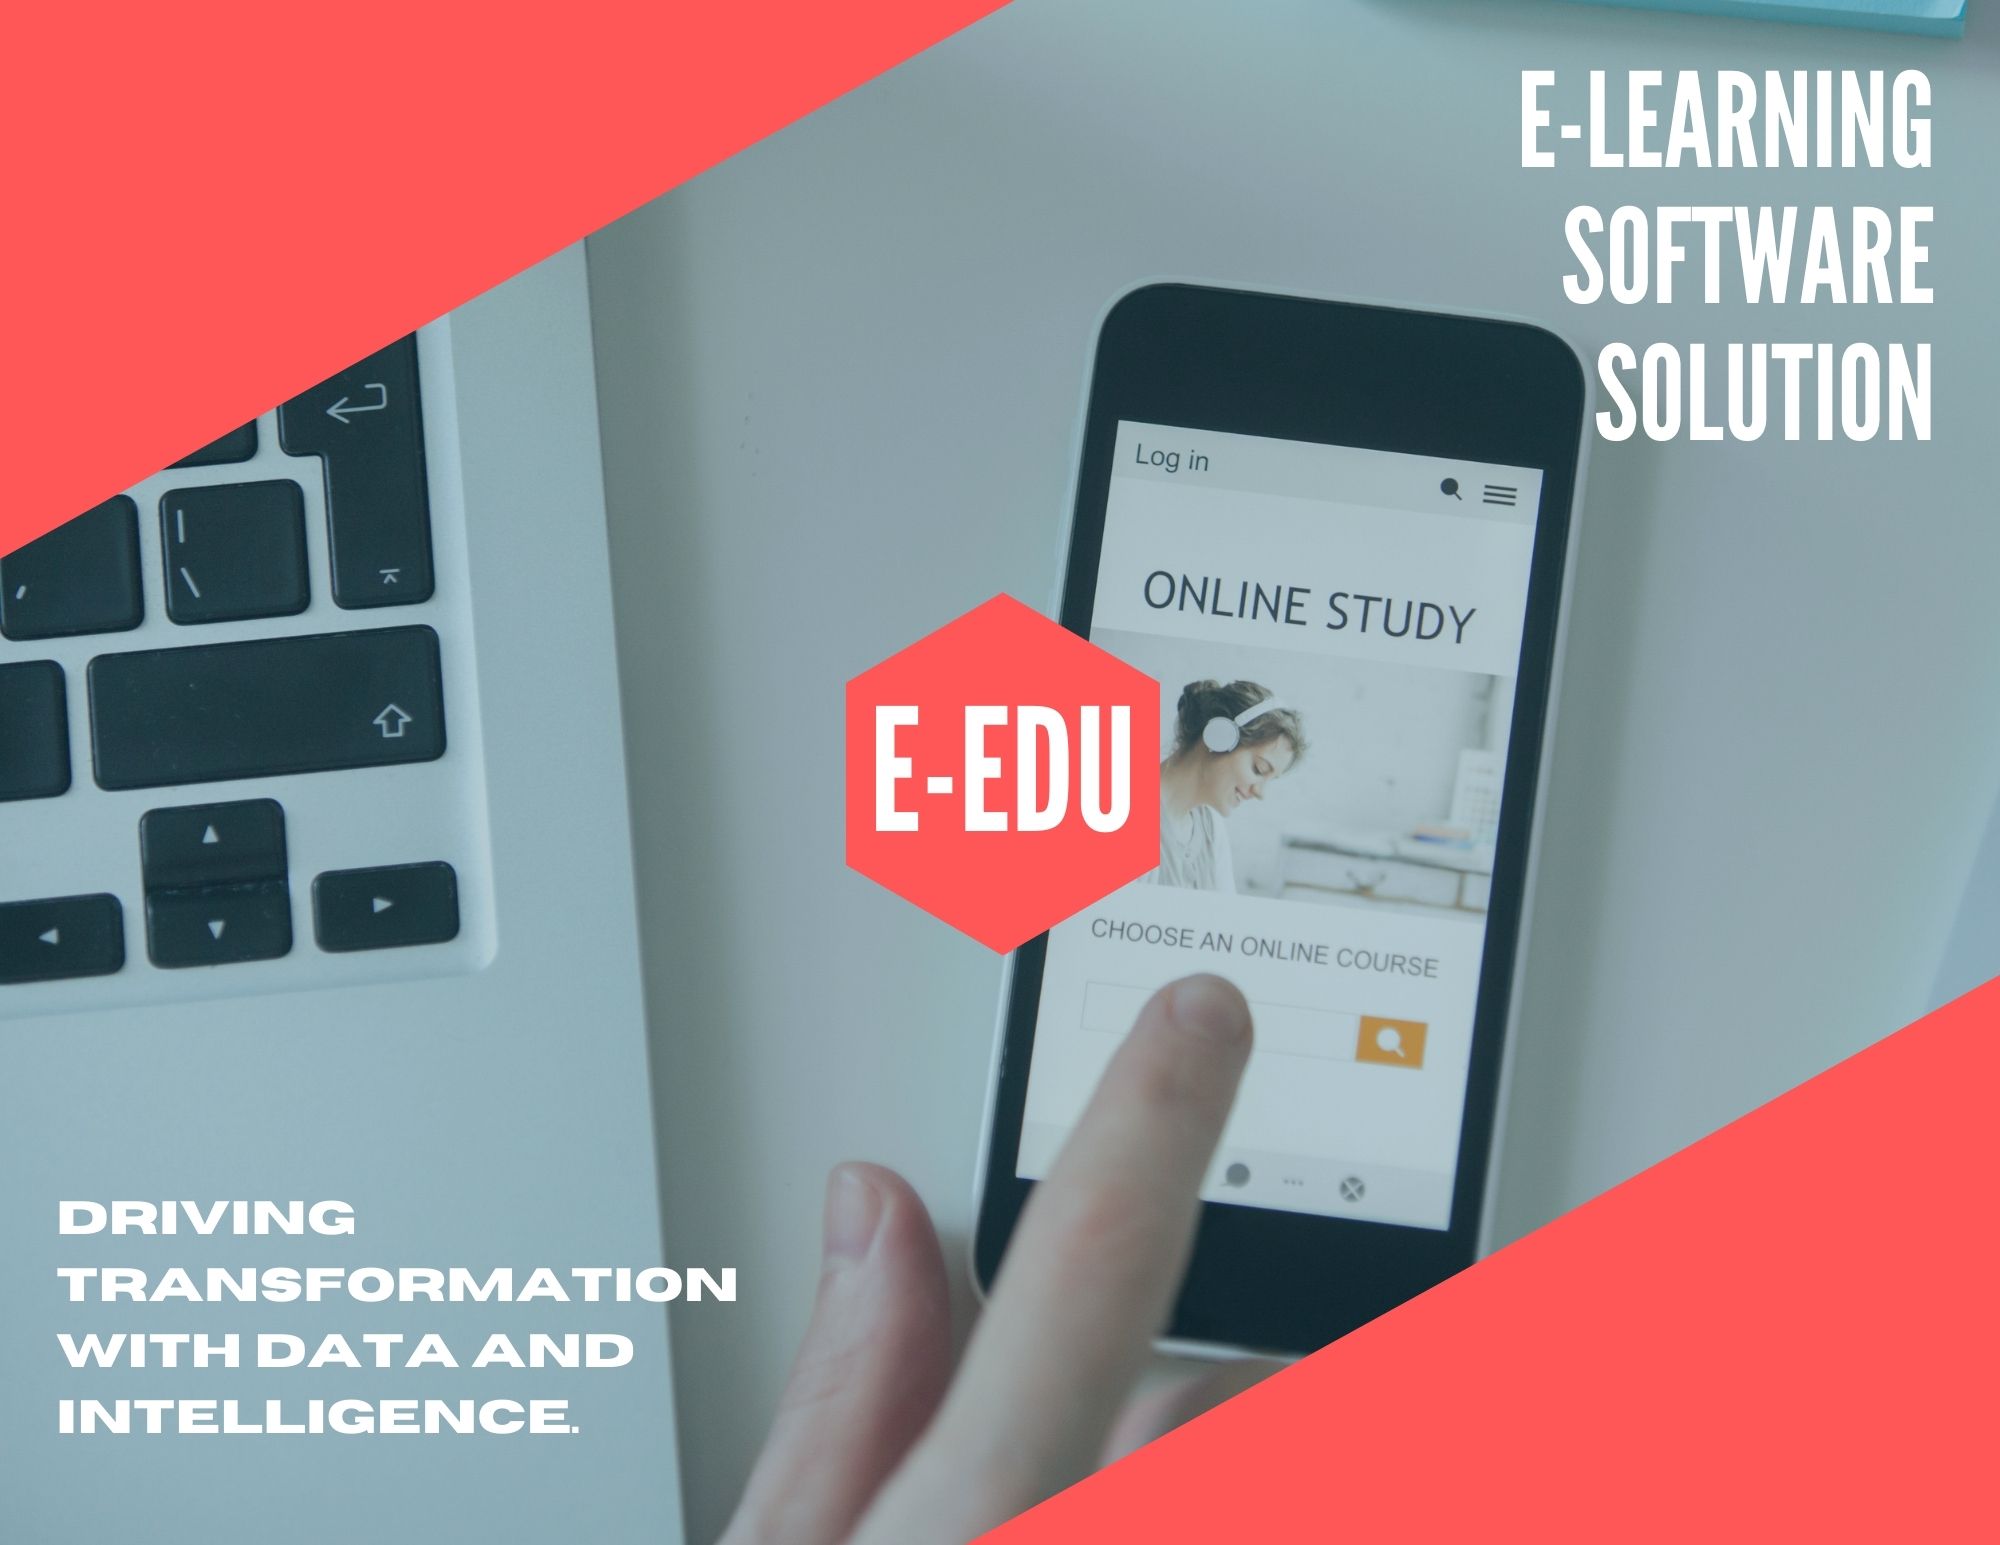 E-LEARNING
SOFTWARE
SOLUTION
Log in
ONLINE STUDY
E-EDU
CHOOSE AN ONLINE COURSE
DRIVING
TRANSFORMATION
WITH DATA AND
INTELLIGENCE.